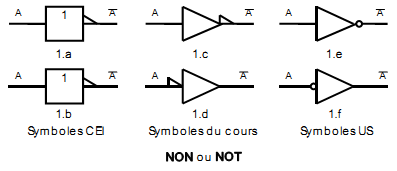 A 1 A̅ A A̅ A A̅
1.a 1.c 1.e
A 1 A̅ A A̅ A A̅
1.b 1.d 1.f
Symboles CEI Symboles du cours Symboles US
NON ou NOT